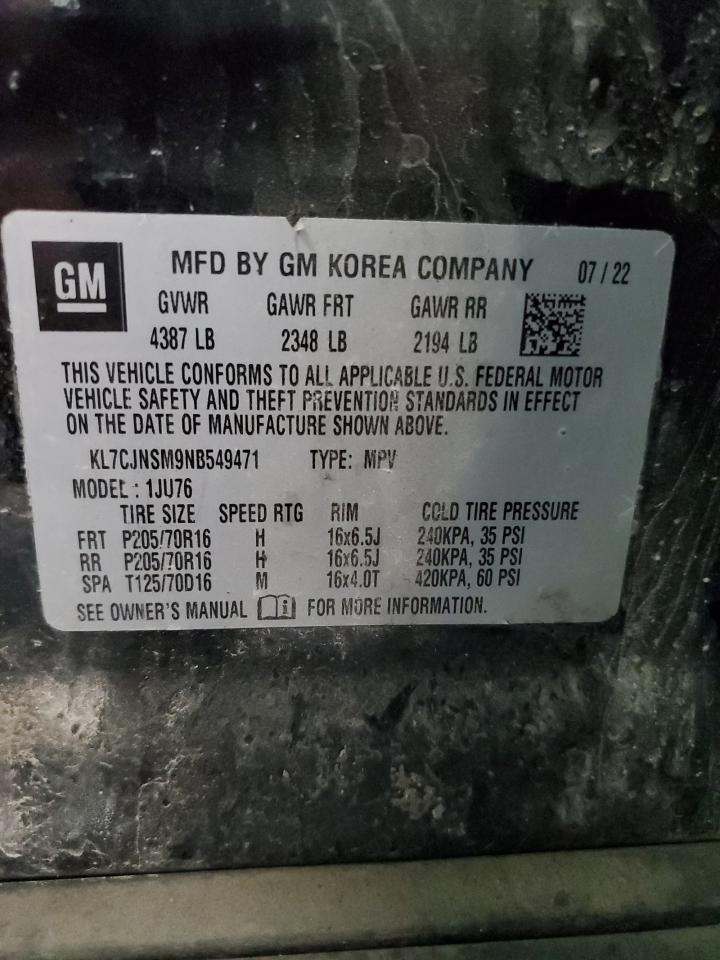 GM
MFD BY GM KOREA COMPANY 07 / 22
GVWR GAWR FRT GAWR RR
4387 LB 2348 LB 2194 LB
THIS VEHICLE CONFORMS TO ALL APPLICABLE U.S. FEDERAL MOTOR
VEHICLE SAFETY AND THEFT PREVENTION STANDARDS IN EFFECT
ON THE DATE OF MANUFACTURE SHOWN ABOVE.
KL7CJNSM9NB549471 TYPE: MPV
MODEL : 1JU76
TIRE SIZE SPEED RTG RIM COLD TIRE PRESSURE
FRT P205/70R16 H 16x6.5J 240KPA, 35 PSI
RR P205/70R16 H 16x6.5J 240KPA, 35 PSI
SPA T125/70D16 M 16x4.0T 420KPA, 60 PSI
SEE OWNER'S MANUAL i FOR MORE INFORMATION.